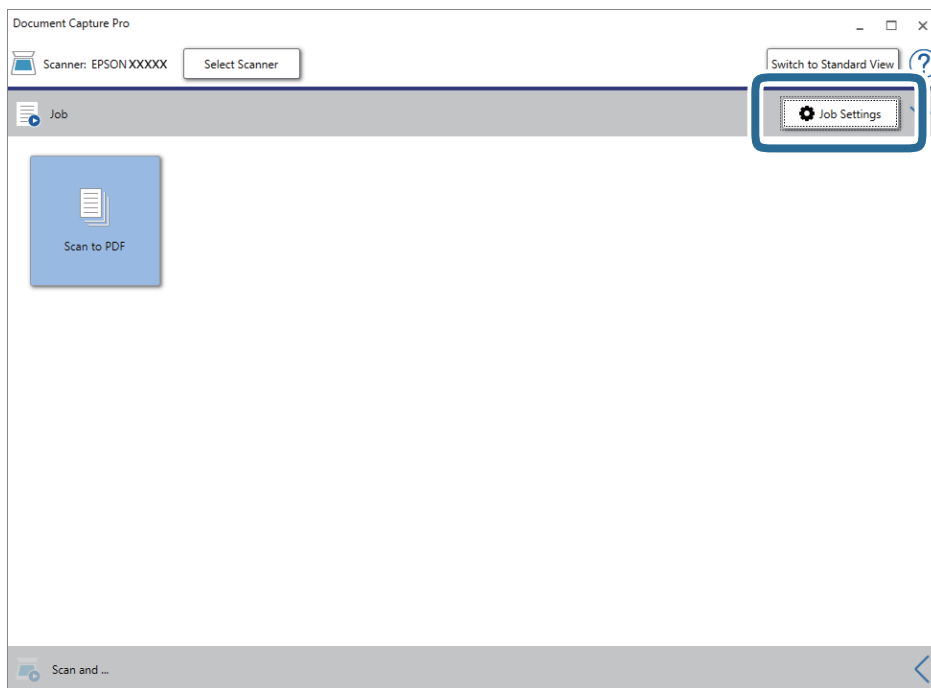 Document Capture Pro
Scanner: EPSON XXXXX
Select Scanner
Switch to Standard View
?
Job
Job Settings
Scan to PDF
Scan and ...